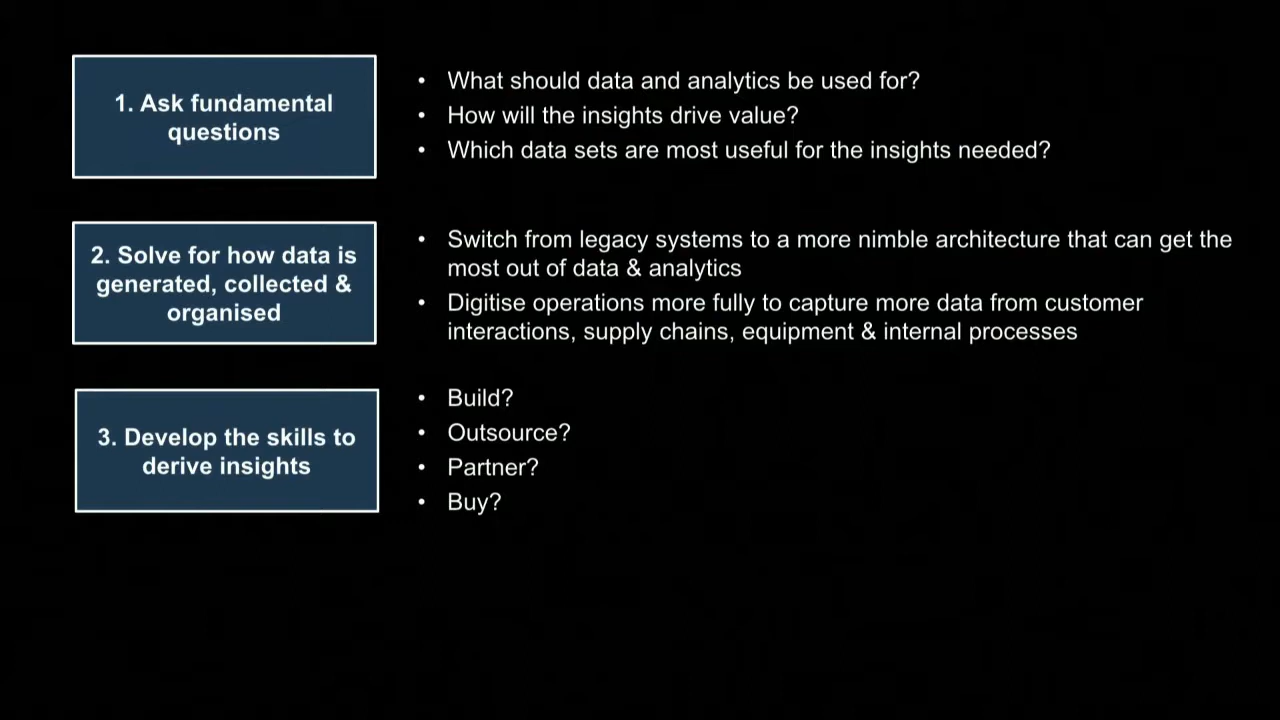 1. Ask fundamental
questions
• What should data and analytics be used for?
• How will the insights drive value?
• Which data sets are most useful for the insights needed?
2. Solve for how data is
generated, collected &
organised
• Switch from legacy systems to a more nimble architecture that can get the
most out of data & analytics
• Digitise operations more fully to capture more data from customer
interactions, supply chains, equipment & internal processes
3. Develop the skills to
derive insights
• Build?
• Outsource?
• Partner?
• Buy?